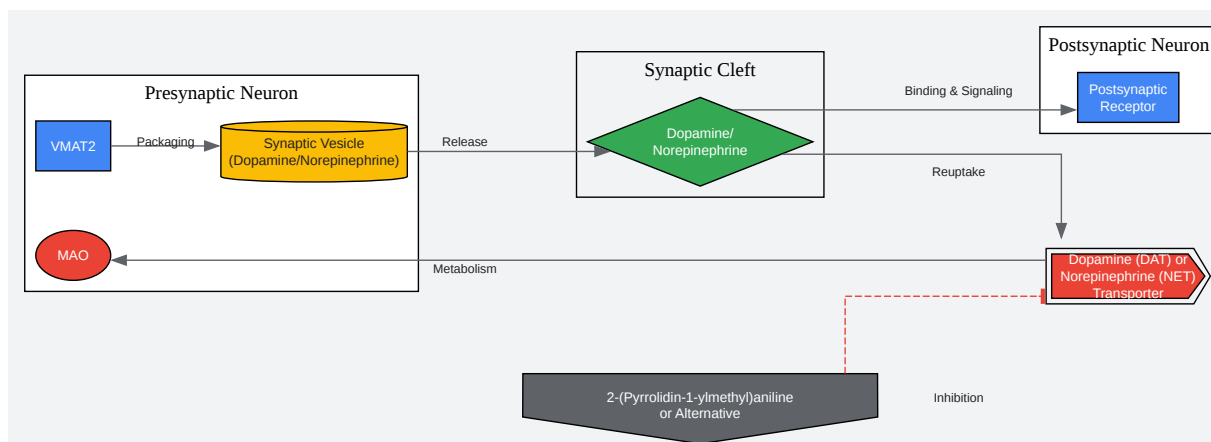 Presynaptic Neuron
VMAT2
Packaging
Synaptic Vesicle
(Dopamine/Norepinephrine)
Release
MAO
Metabolism
Synaptic Cleft
Dopamine/
Norepinephrine
Binding & Signaling
Reuptake
Postsynaptic Neuron
Postsynaptic
Receptor
Dopamine (DAT) or
Norepinephrine (NET)
Transporter
2-(Pyrrolidin-1-ylmethyl)aniline
or Alternative
Inhibition